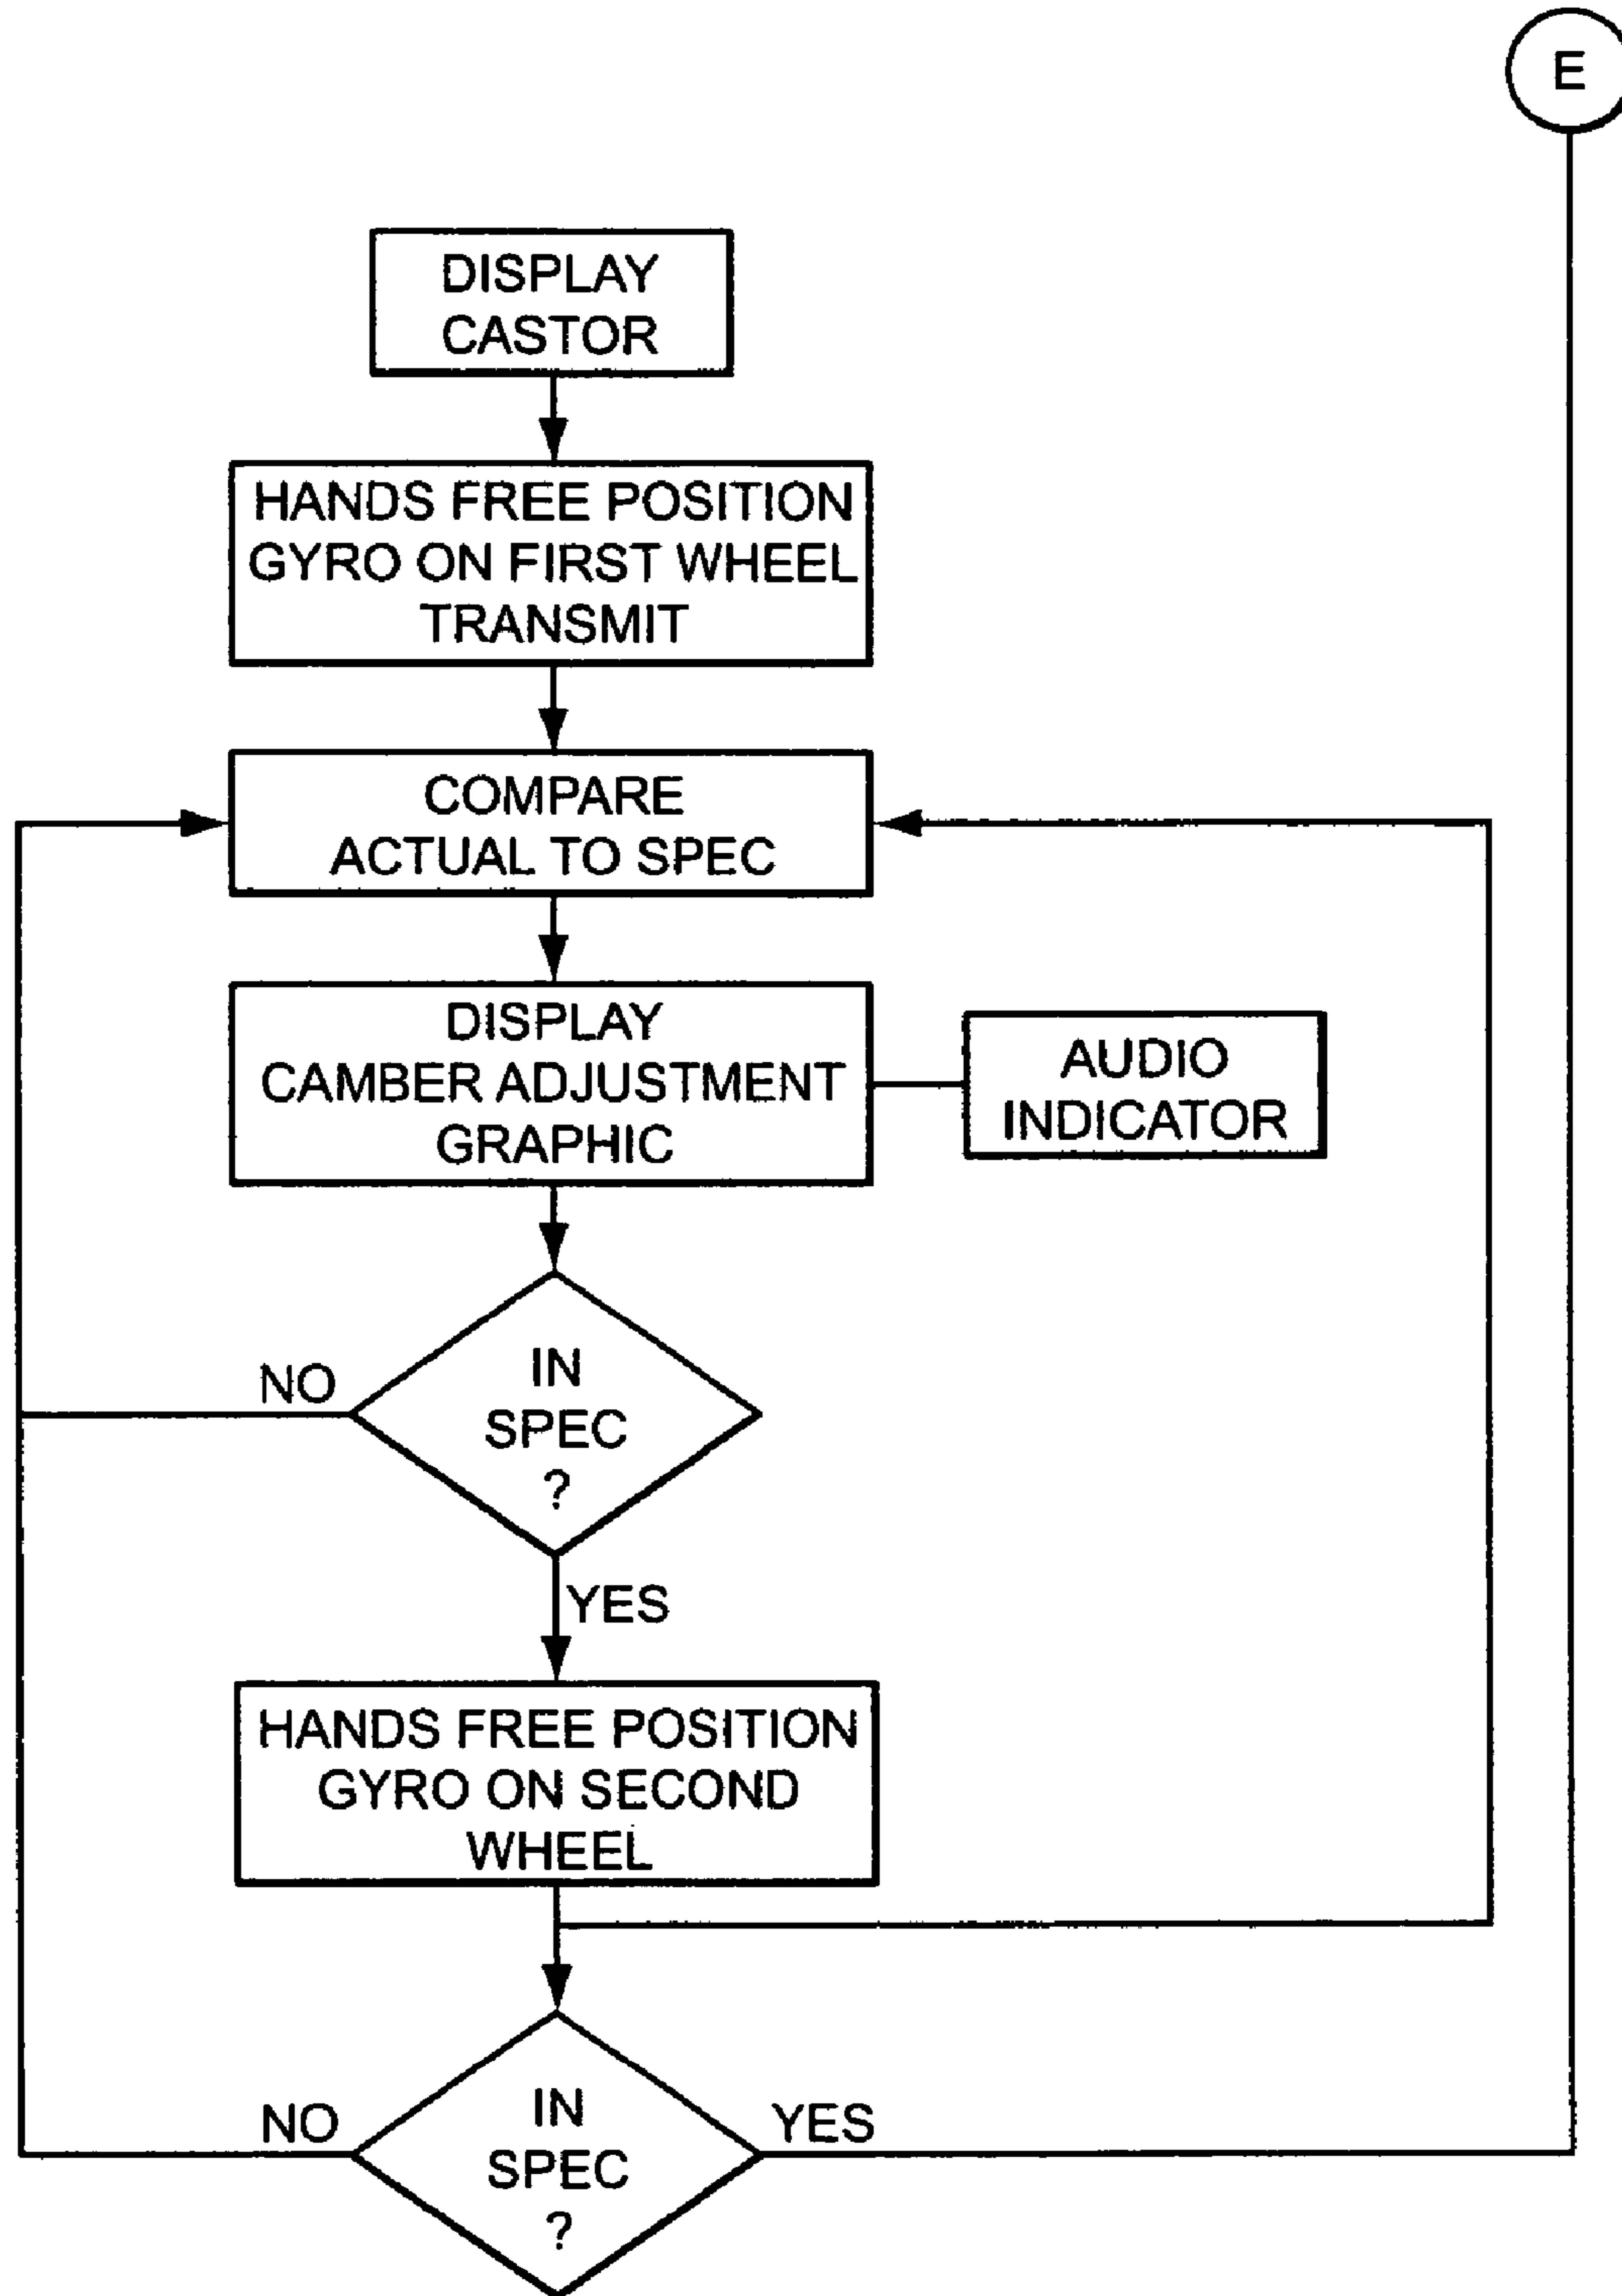 E
DISPLAY
CASTOR
HANDS FREE POSITION
GYRO ON FIRST WHEEL
TRANSMIT
COMPARE
ACTUAL TO SPEC
DISPLAY
CAMBER ADJUSTMENT
GRAPHIC
AUDIO
INDICATOR
NO
IN
SPEC
?
YES
HANDS FREE POSITION
GYRO ON SECOND
WHEEL
NO
IN
SPEC
?
YES